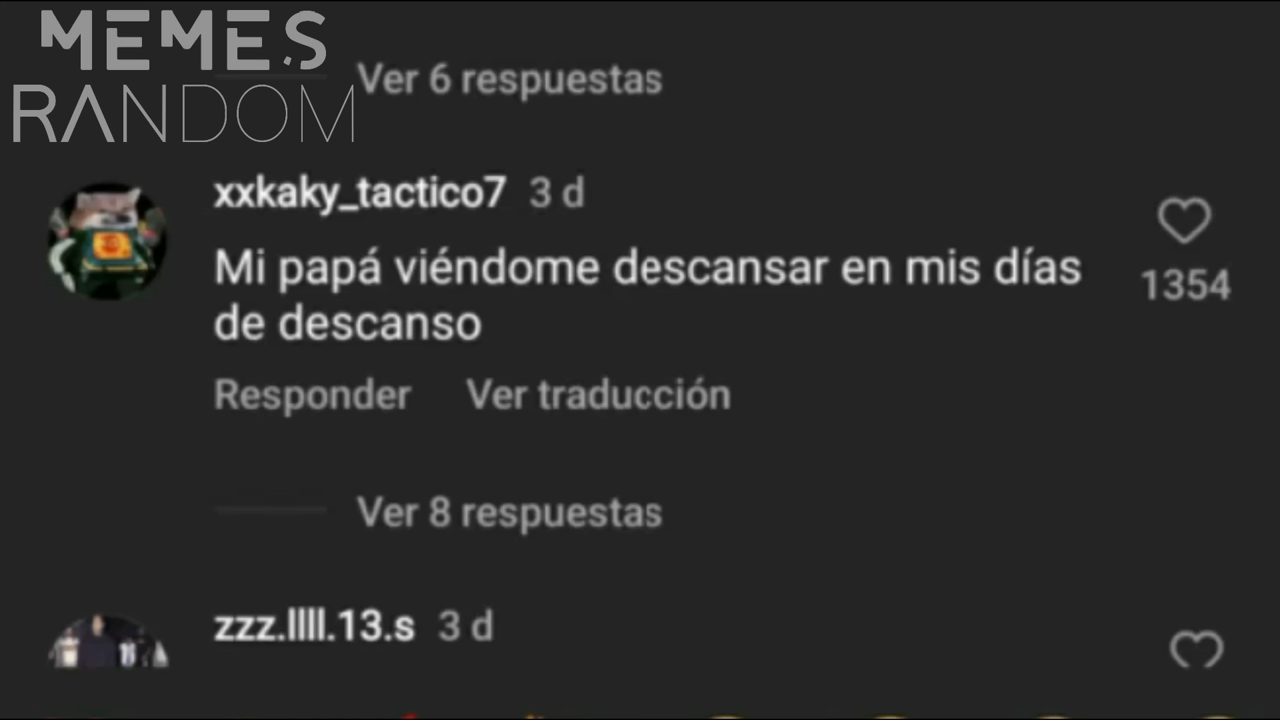 MEMES
RANDOM
Ver 6 respuestas
xxkaky_tactico7 3 d
Mi papá viéndome descansar en mis días
de descanso
1354
Responder Ver traducción
Ver 8 respuestas
zzz.llll.13.s 3 d